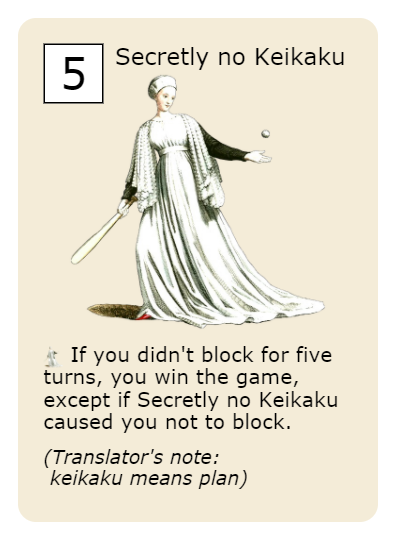 5
Secretly no Keikaku
If you didn't block for five
turns, you win the game,
except if Secretly no Keikaku
caused you not to block.
(Translator's note:
keikaku means plan)